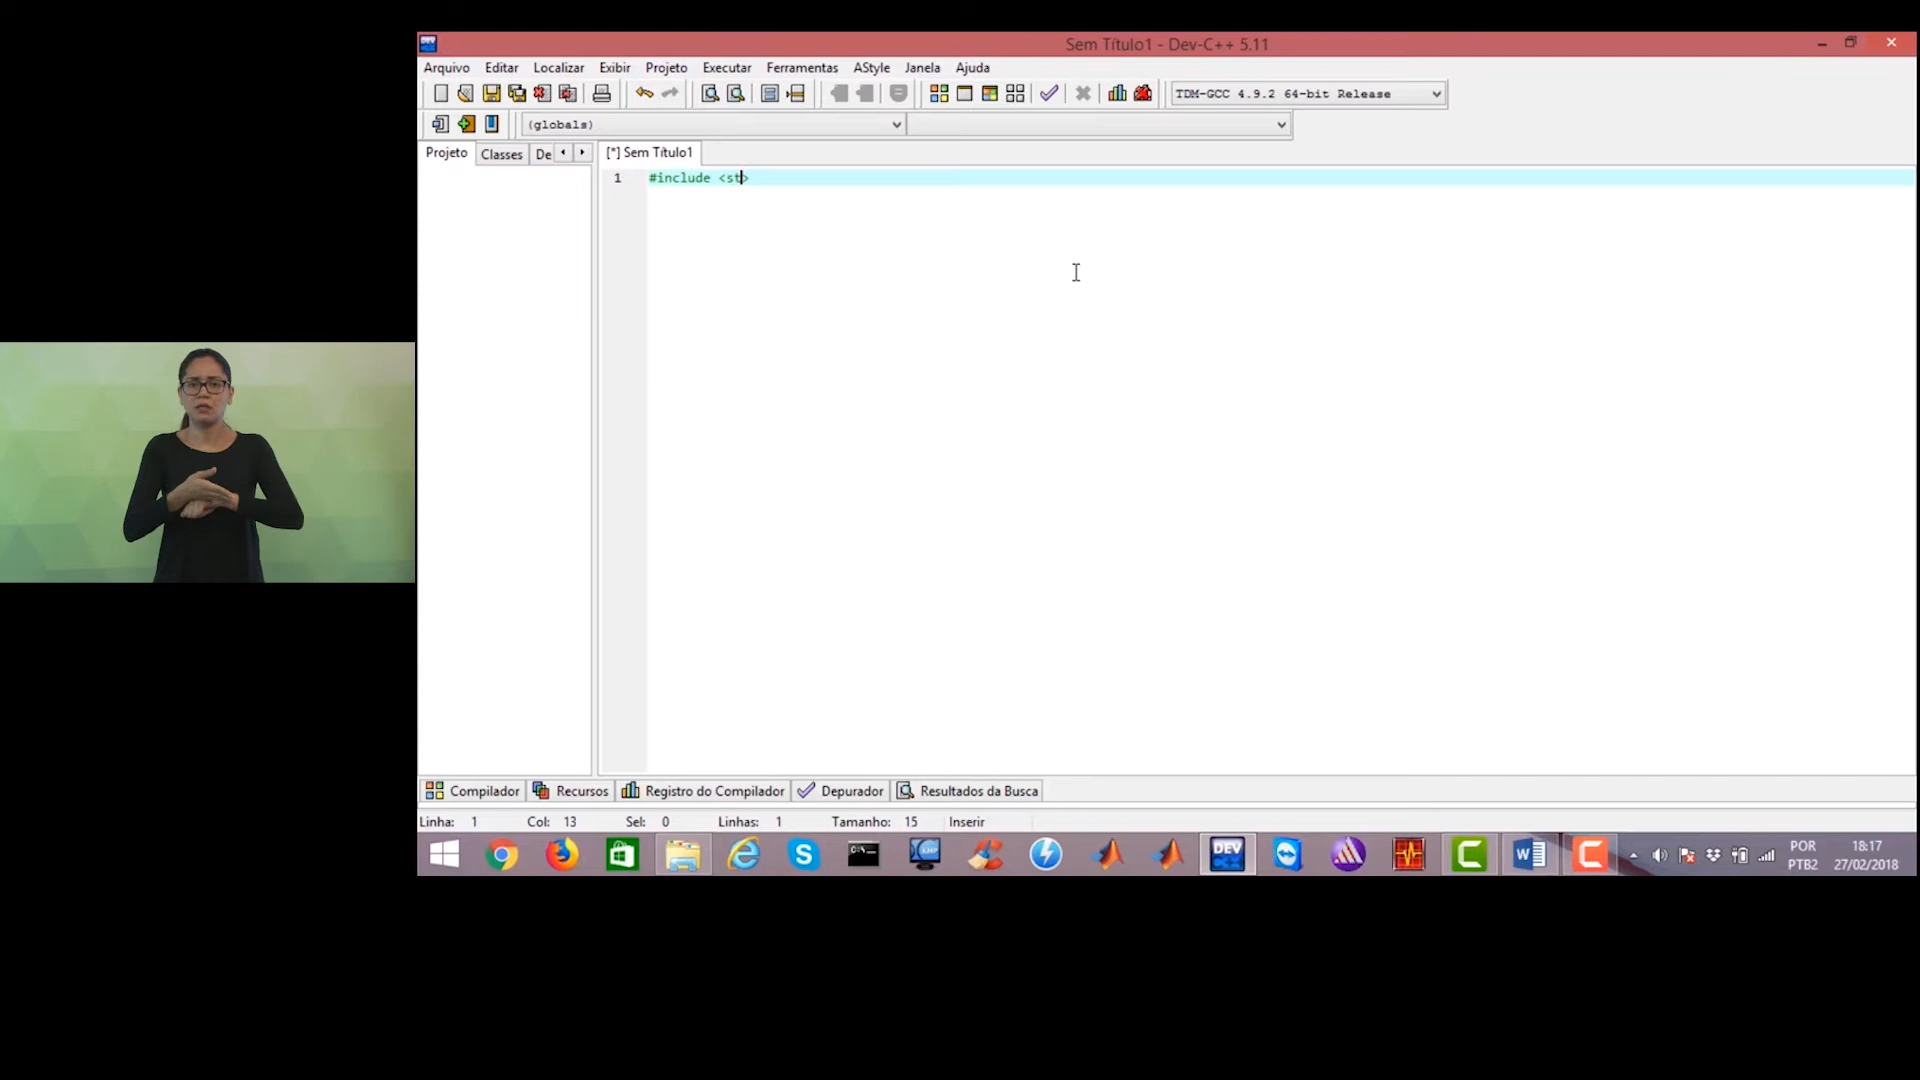 Sem Título1 - Dev-C++ 5.11
Arquivo Editar Localizar Exibir Projeto Executar Ferramentas AStyle Janela Ajuda
TDM-GCC 4.9.2 64-bit Release
(globals)
Projeto Classes De [*] Sem Título1
1 #include <st>
Compilador Recursos Registro do Compilador Depurador Resultados da Busca
Linha: 1 Col: 13 Sel: 0 Linhas: 1 Tamanho: 15 Inserir
DEV
POR 18:17
PTB2 27/02/2018